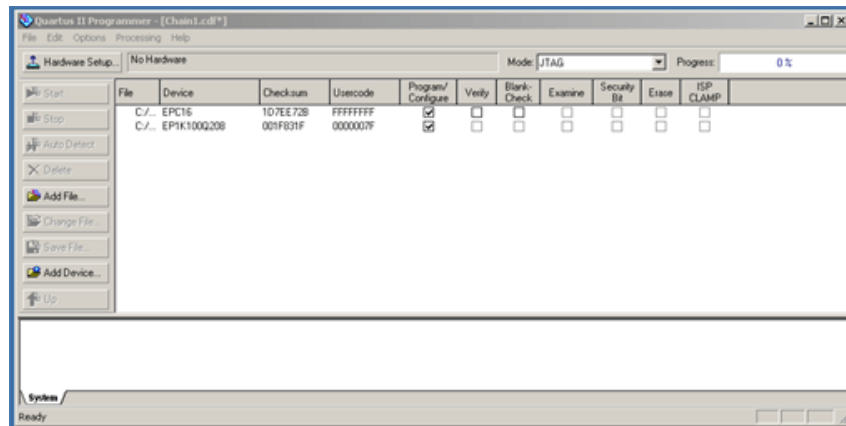 Quartus II Programmer - [Chain1.cdf*]
File Edit Options Processing Help
Hardware Setup... No Hardware Mode: JTAG Progress: 0 %
Start
Stop
Auto Detect
Delete
Add File...
Change File...
Save File...
Add Device...
Up
File Device Checksum Usercode Program/ Configure Verify Blank- Check Examine Security Bit Erase ISP CLAMP
C:/... EPC16 1D7EE72B FFFFFFFF
C:/... EP1K100Q208 001F831F 0000007F
System
Ready